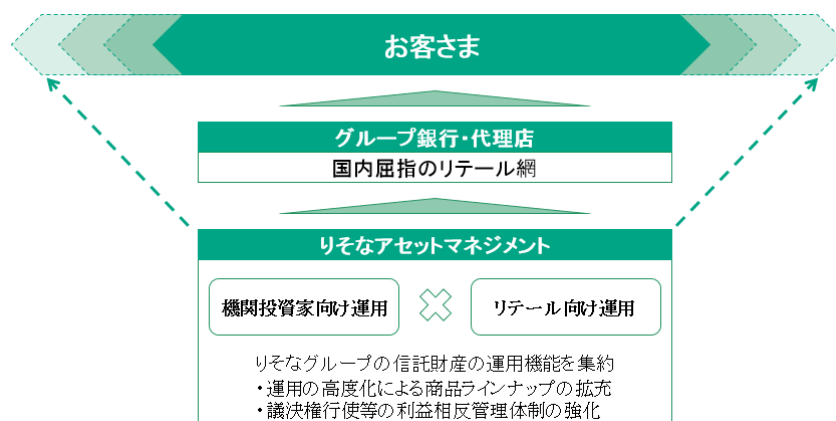 お客さま
グループ銀行・代理店
国内屈指のリテール網
りそなアセットマネジメント
機関投資家向け運用
リテール向け運用
りそなグループの信託財産の運用機能を集約
・運用の高度化による商品ラインナップの拡充
・議決権行使等の利益相反管理体制の強化